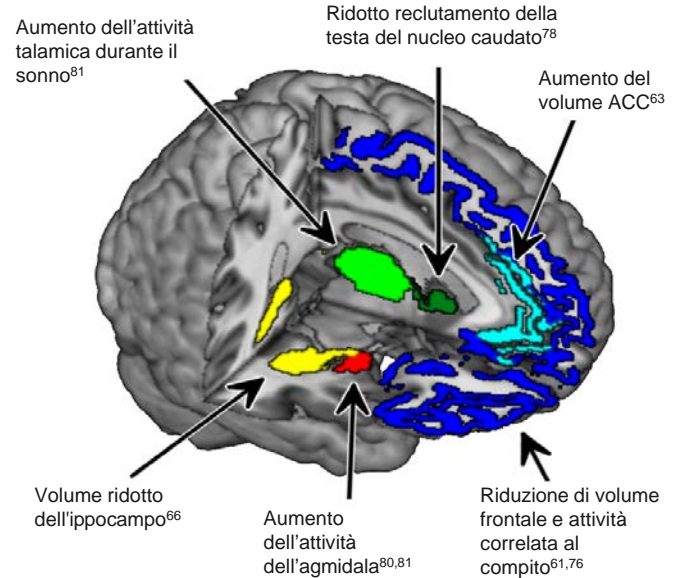 Aumento dell'attività
talamica durante il
sonno81
Ridotto reclutamento della
testa del nucleo caudato78
Aumento del
volume ACC63
Volume ridotto
dell'ippocampo66
Aumento
dell'attività
dell'agmidala80,81
Riduzione di volume
frontale e attività
correlata al
compito61,76